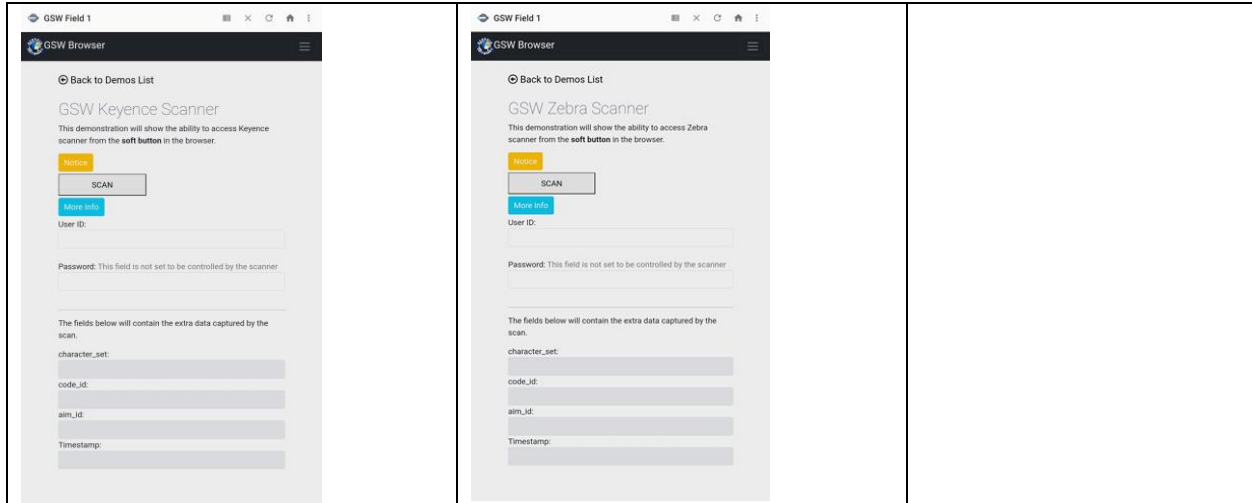 GSW Field 1
GSW Browser
Back to Demos List
GSW Keyence Scanner
This demonstration will show the ability to access Keyence
scanner from the soft button in the browser.
Notice
SCAN
More Info
User ID:
Password: This field is not set to be controlled by the scanner
The fields below will contain the extra data captured by the
scan.
character_set:
code_id:
aim_id:
Timestamp:
GSW Field 1
GSW Browser
Back to Demos List
GSW Zebra Scanner
This demonstration will show the ability to access Zebra
scanner from the soft button in the browser.
Notice
SCAN
More Info
User ID:
Password: This field is not set to be controlled by the scanner
The fields below will contain the extra data captured by the
scan.
character_set:
code_id:
aim_id:
Timestamp: